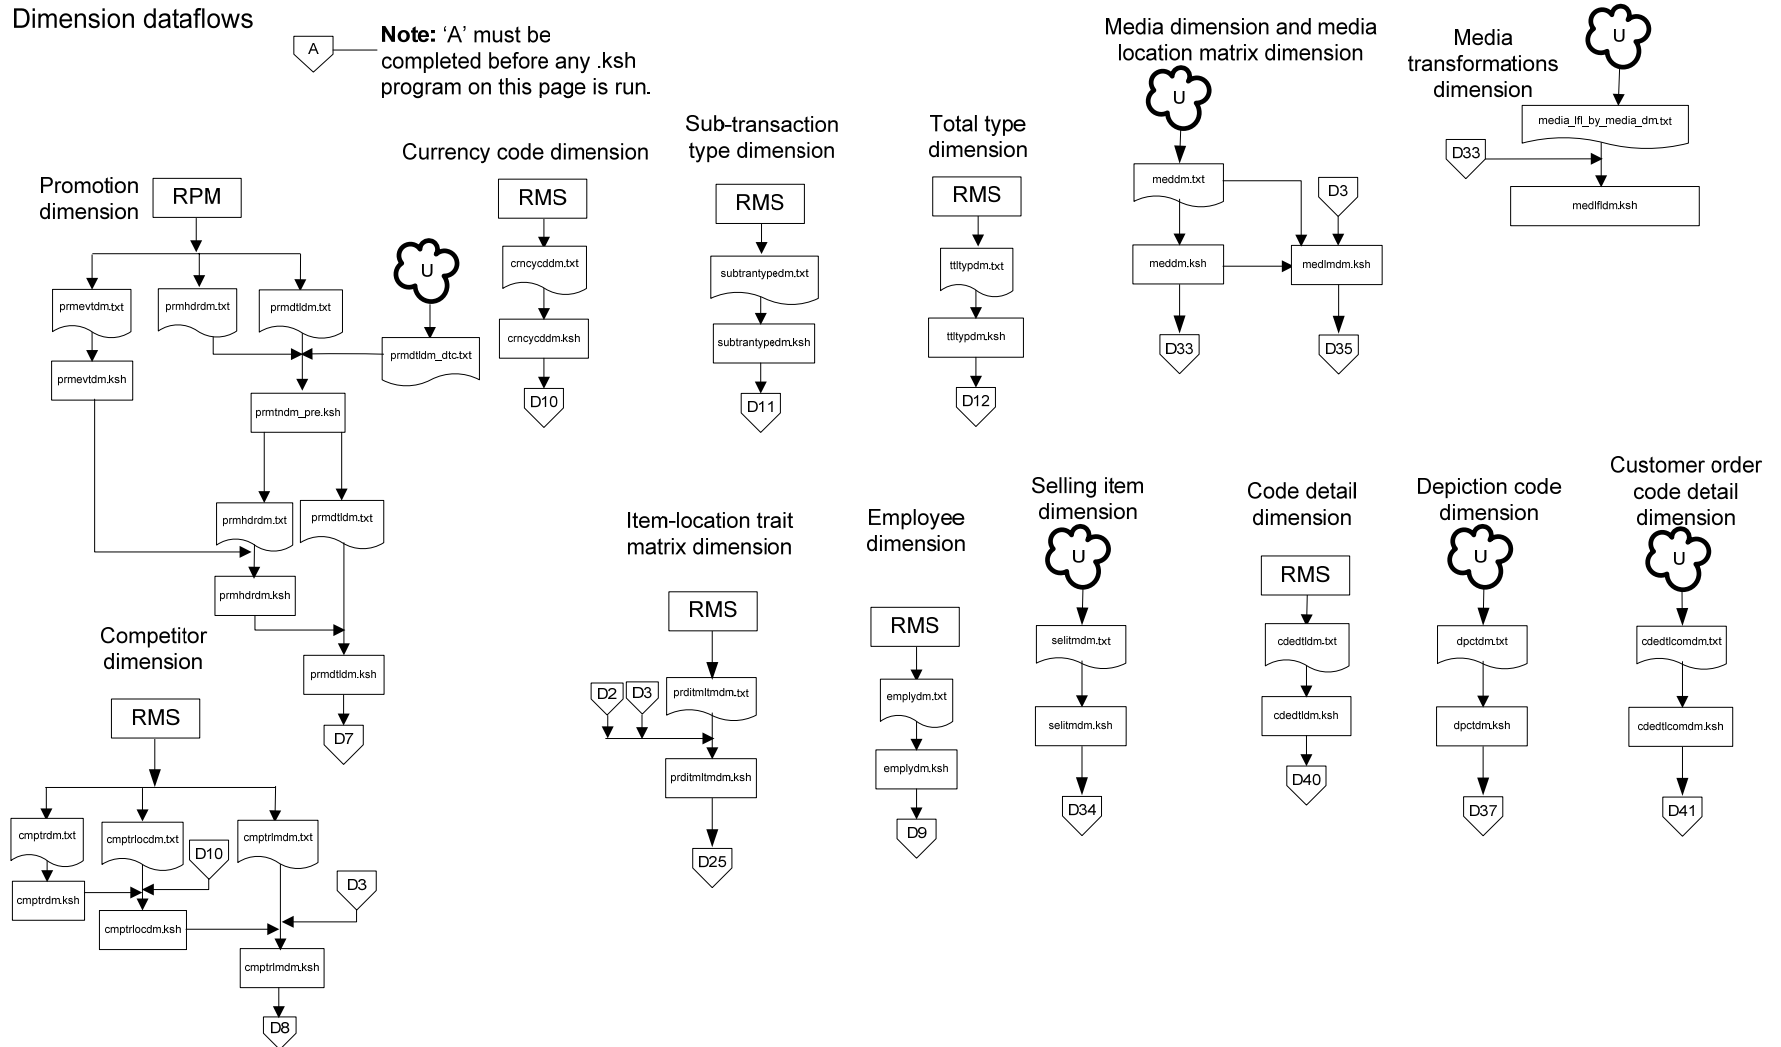 Dimension dataflows
A
Note: ‘A’ must be
completed before any .ksh
program on this page is run.
Promotion
dimension
RPM
prmevtdm.txt
prmhdrdm.txt
prmdtldm.txt
U
prmdtldm_dtc.txt
prmevtdm.ksh
prmtndm_pre.ksh
prmhdrdm.txt
prmdtldm.txt
prmhdrdm.ksh
prmdtldm.ksh
D7
Currency code dimension
RMS
crncycddm.txt
crncycddm.ksh
D10
Sub-transaction
type dimension
RMS
subtrantypedm.txt
subtrantypedm.ksh
D11
Total type
dimension
RMS
ttltypdm.txt
ttltypdm.ksh
D12
Media dimension and media
location matrix dimension
U
meddm.txt
D3
meddm.ksh
medlmdm.ksh
D33
D35
Media
transformations
dimension
U
media_lfl_by_media_dm.txt
D33
medlfldm.ksh
Competitor
dimension
RMS
cmptrdm.txt
cmptrlocdm.txt
D10
cmptrlmdm.txt
cmptrdm.ksh
D3
cmptrlocdm.ksh
cmptrlmdm.ksh
D8
Item-location trait
matrix dimension
RMS
D2
D3
prditmltmdm.txt
prditmltmdm.ksh
D25
Employee
dimension
RMS
emplydm.txt
emplydm.ksh
D9
Selling item
dimension
U
selitmdm.txt
selitmdm.ksh
D34
Code detail
dimension
RMS
cdedtldm.txt
cdedtldm.ksh
D40
Depiction code
dimension
U
dpctdm.txt
dpctdm.ksh
D37
Customer order
code detail
dimension
U
cdedtlcomdm.txt
cdedtlcomdm.ksh
D41